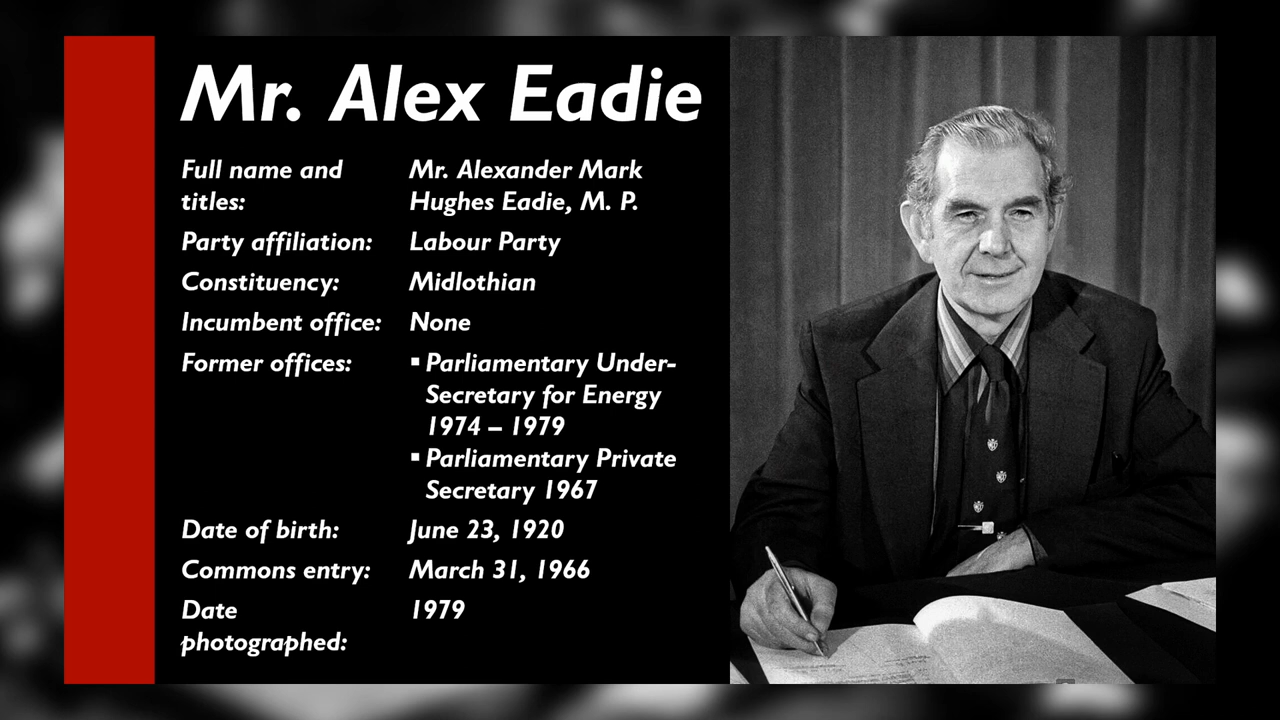 Mr. Alex Eadie
Full name and titles: Mr. Alexander Mark Hughes Eadie, M. P.
Party affiliation: Labour Party
Constituency: Midlothian
Incumbent office: None
Former offices: ▪ Parliamentary Under-
Secretary for Energy
1974 – 1979
▪ Parliamentary Private
Secretary 1967
Date of birth: June 23, 1920
Commons entry: March 31, 1966
Date photographed: 1979